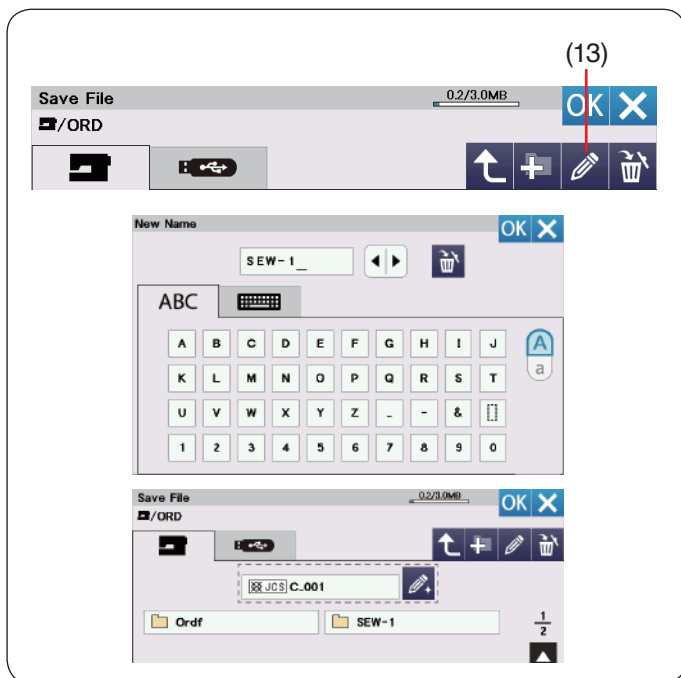 (13)
Save File 0.2/3.0MB OK
/ORD
New Name OK
SEW-1_
ABC
A B C D E F G H I J A
K L M N O P Q R S T a
U V W X Y Z _ - &
1 2 3 4 5 6 7 8 9 0
Save File 0.2/3.0MB OK
/ORD
JCS C_001
Ordf SEW-1 1
2